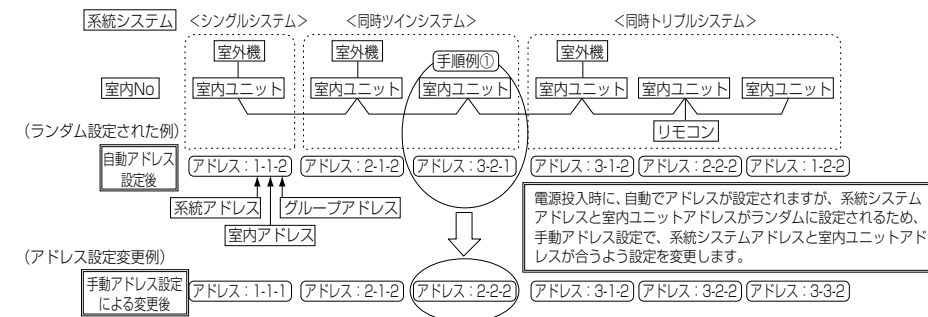 系統システム <シングルシステム> <同時ツインシステム> <同時トリプルシステム>
室外機 室外機 手順例① 室外機
室内No 室内ユニット 室内ユニット 室内ユニット 室内ユニット 室内ユニット 室内ユニット
リモコン
(ランダム設定された例)
自動アドレス
設定後
アドレス:1-1-2 アドレス:2-1-2 アドレス:3-2-1 アドレス:3-1-2 アドレス:2-2-2 アドレス:1-2-2
系統アドレス グループアドレス
室内アドレス
電源投入時に、自動でアドレスが設定されますが、系統システム
アドレスと室内ユニットアドレスがランダムに設定されるため、
手動アドレス設定で、系統システムアドレスと室内ユニットアド
レスが合うよう設定を変更します。
(アドレス設定変更例)
手動アドレス設定
による変更後
アドレス:1-1-1 アドレス:2-1-2 アドレス:2-2-2 アドレス:3-1-2 アドレス:3-2-2 アドレス:3-3-2